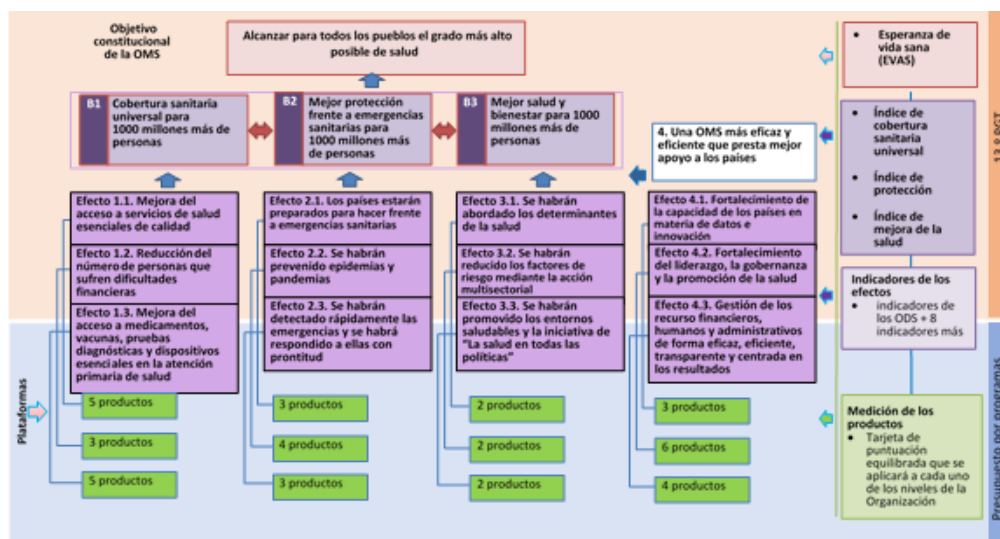 Objetivo
constitucional
de la OMS
Alcanzar para todos los pueblos el grado más alto
posible de salud
B1
Cobertura sanitaria
universal para
1000 millones más de
personas
B2
Mejor protección
frente a emergencias
sanitarias para
1000 millones más
de personas
B3
Mejor salud y
bienestar para 1000
millones más de
personas
4. Una OMS más eficaz y
eficiente que presta mejor
apoyo a los países
Efecto 1.1. Mejora del
acceso a servicios de salud
esenciales de calidad
Efecto 1.2. Reducción del
número de personas que
sufren dificultades
financieras
Efecto 1.3. Mejora del
acceso a medicamentos,
vacunas, pruebas
diagnósticas y dispositivos
esenciales en la atención
primaria de salud
Efecto 2.1. Los países estarán
preparados para hacer frente
a emergencias sanitarias
Efecto 2.2. Se habrán
prevenido epidemias y
pandemias
Efecto 2.3. Se habrán
detectado rápidamente las
emergencias y se habrá
respondido a ellas con
prontitud
Efecto 3.1. Se habrán
abordado los determinantes
de la salud
Efecto 3.2. Se habrán
reducido los factores de
riesgo mediante la acción
multisectorial
Efecto 3.3. Se habrán
promovido los entornos
saludables y la iniciativa de
"La salud en todas las
políticas"
Efecto 4.1. Fortalecimiento de
la capacidad de los países en
materia de datos e
innovación
Efecto 4.2. Fortalecimiento
del liderazgo, la gobernanza
y la promoción de la salud
Efecto 4.3. Gestión de los
recurso financieros,
humanos y administrativos
de forma eficaz, eficiente,
transparente y centrada en
los resultados
Plataformas
5 productos
3 productos
5 productos
3 productos
4 productos
3 productos
2 productos
2 productos
2 productos
3 productos
6 productos
4 productos
• Esperanza de
vida sana
(EVAS)
• Índice de
cobertura
sanitaria
universal
• Índice de
protección
• Índice de
mejora de la
salud
Indicadores de los
efectos
• indicadores de
los ODS + 8
indicadores más
Medición de los
productos
• Tarjeta de
puntuación
equilibrada que se
aplicará a cada uno
de los niveles de la
Organización
Presupuesto por programas